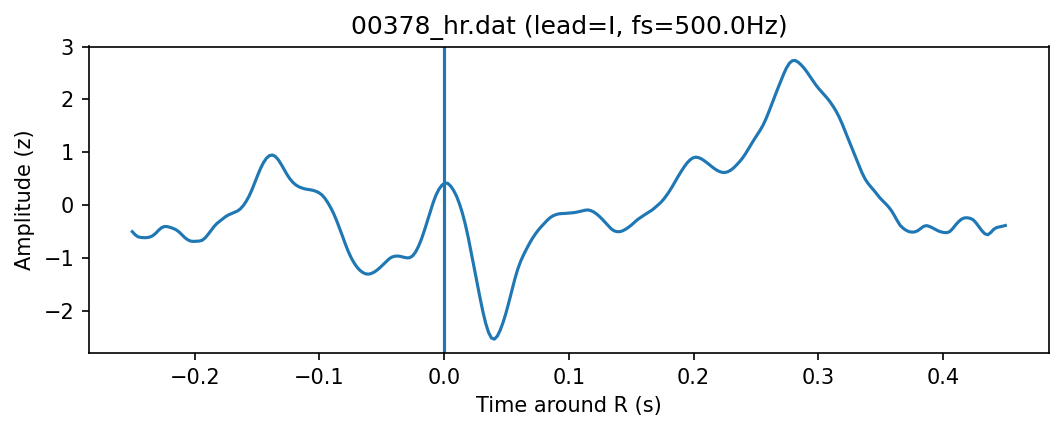 00378_hr.dat (lead=I, fs=500.0Hz)
3
2
1
0
−1
−2
Amplitude (z)
−0.2 −0.1 0.0 0.1 0.2 0.3 0.4
Time around R (s)